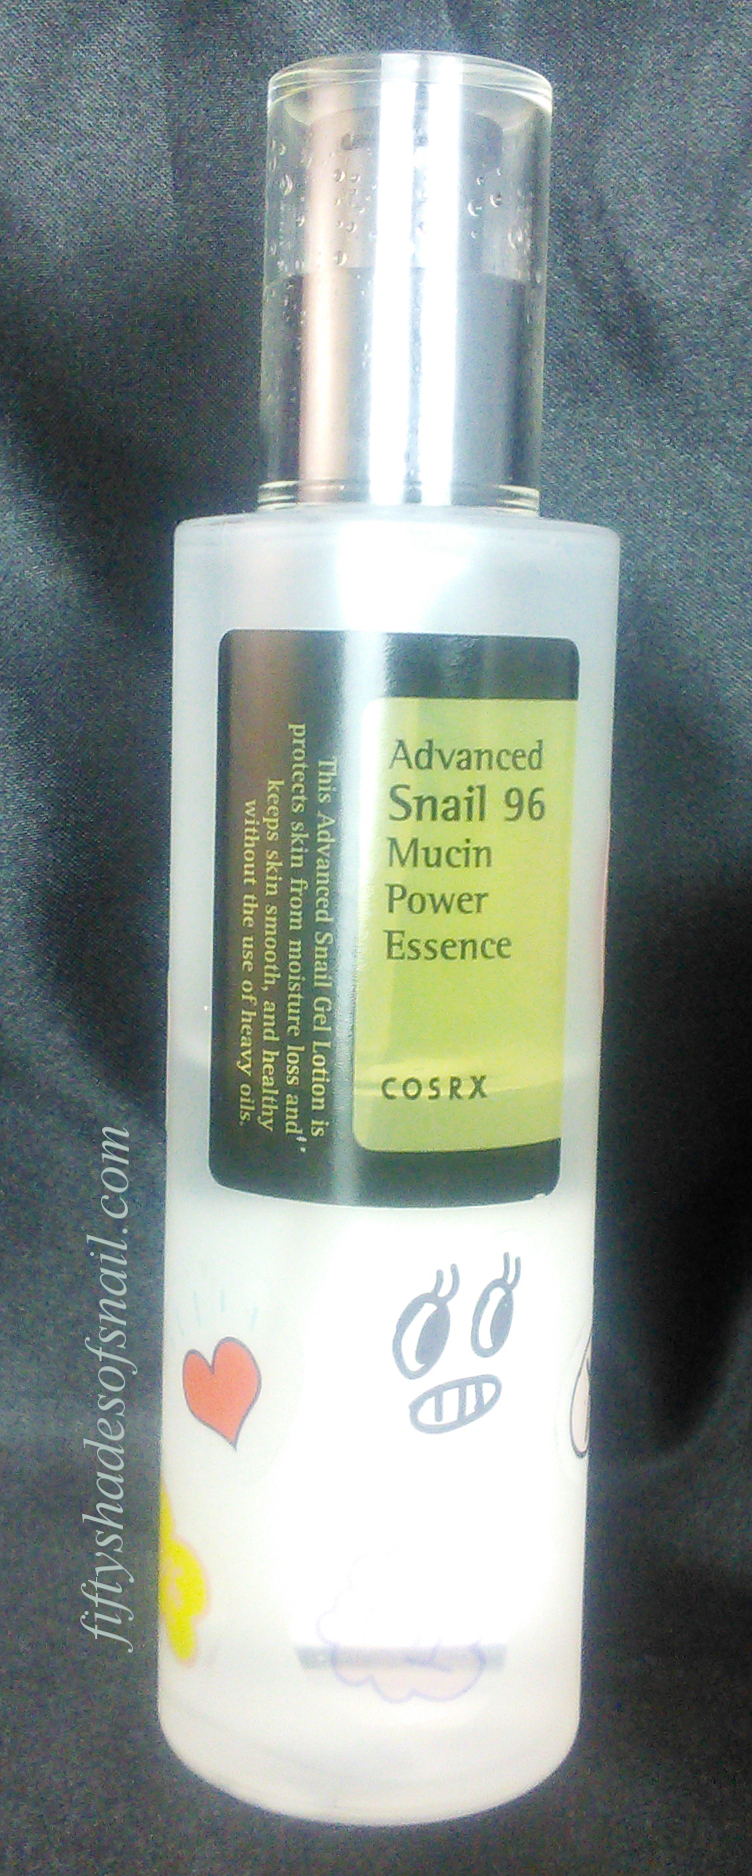 Advanced
Snail 96
Mucin
Power
Essence
COSRX
This Advanced Snail Gel Lotion is
protects skin from moisture loss and
keeps skin smooth, and healthy
without the use of heavy oils.
fiftyshadesofsnail.com